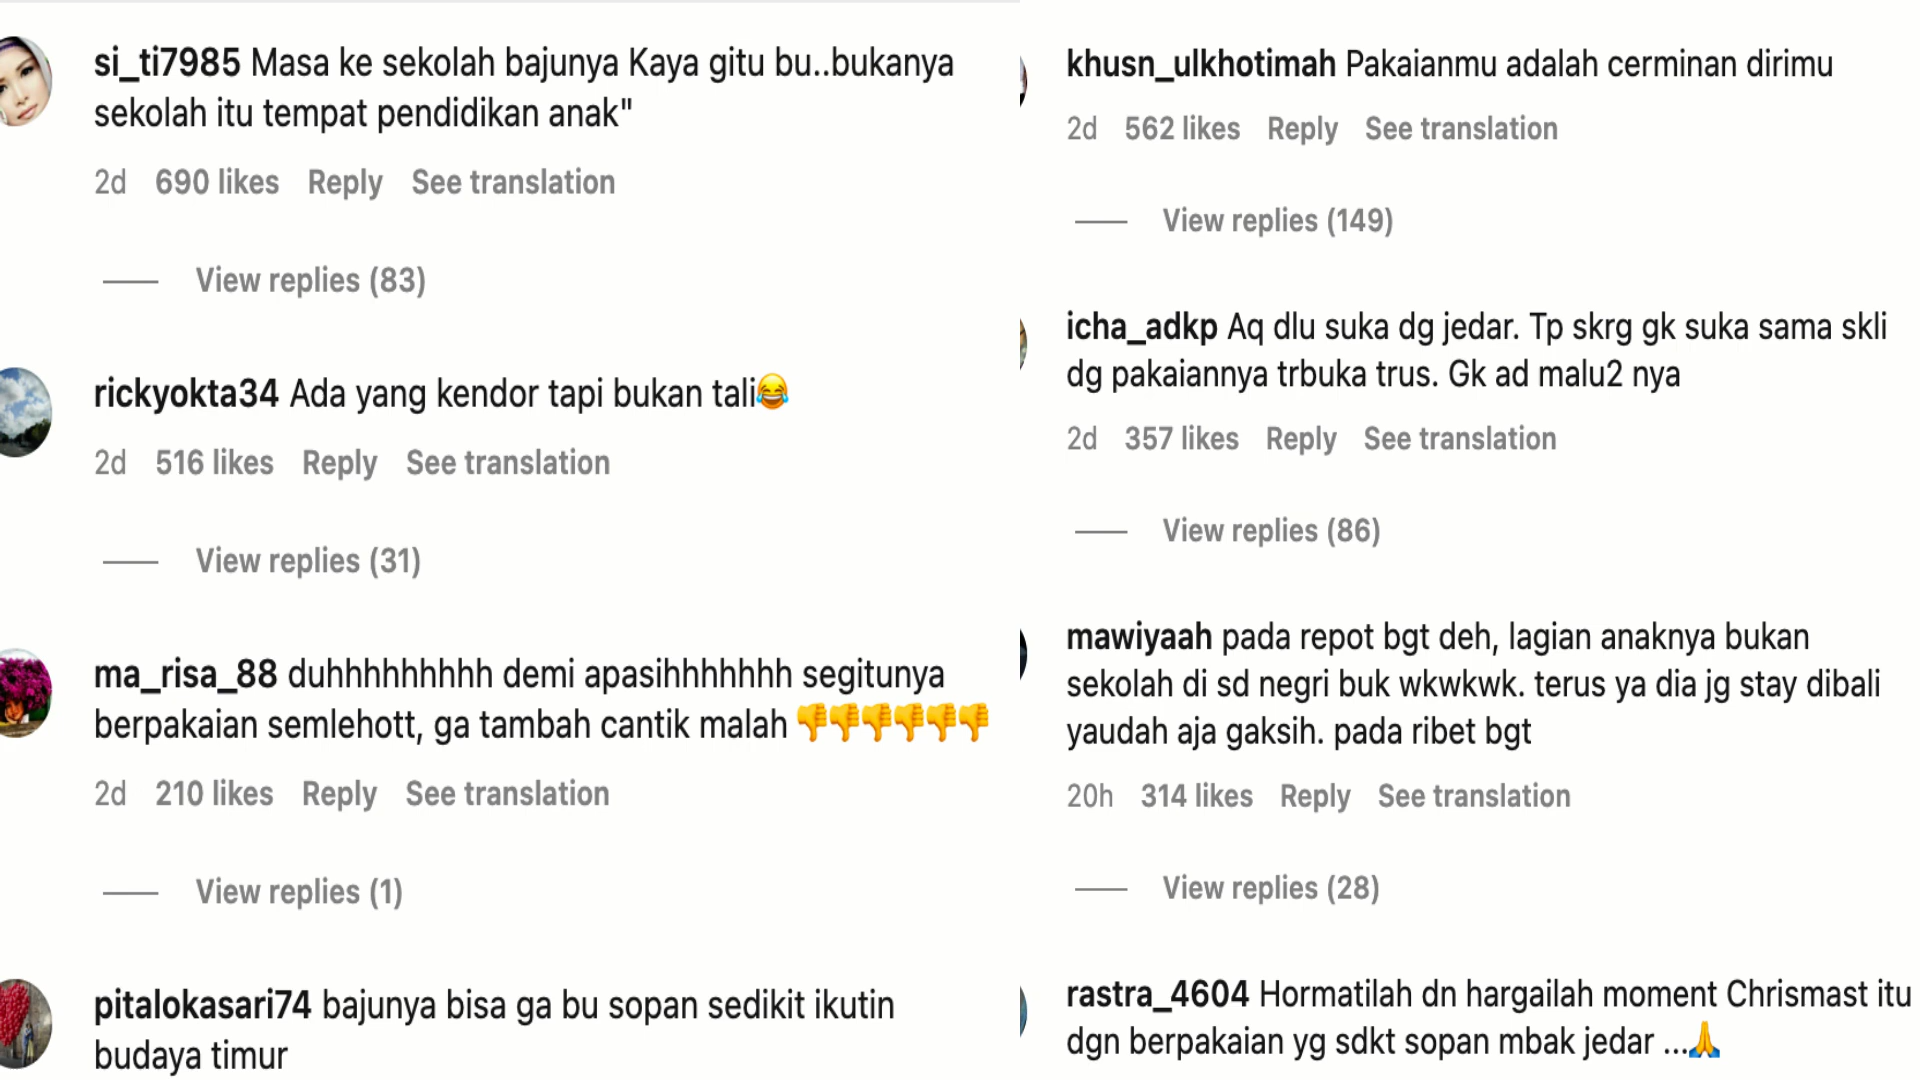 si_ti7985 Masa ke sekolah bajunya Kaya gitu bu..bukanya
sekolah itu tempat pendidikan anak"
2d 690 likes Reply See translation
View replies (83)
rickyokta34 Ada yang kendor tapi bukan tali😂
2d 516 likes Reply See translation
View replies (31)
ma_risa_88 duhhhhhhhhh demi apasihhhhhhh segitunya
berpakaian semlehott, ga tambah cantik malah 👎👎👎👎👎👎
2d 210 likes Reply See translation
View replies (1)
pitalokasari74 bajunya bisa ga bu sopan sedikit ikutin
budaya timur
khusn_ulkhotimah Pakaianmu adalah cerminan dirimu
2d 562 likes Reply See translation
View replies (149)
icha_adkp Aq dlu suka dg jedar. Tp skrg gk suka sama skli
dg pakaiannya trbuka trus. Gk ad malu2 nya
2d 357 likes Reply See translation
View replies (86)
mawiyaah pada repot bgt deh, lagian anaknya bukan
sekolah di sd negri buk wkwkwk. terus ya dia jg stay dibali
yaudah aja gaksih. pada ribet bgt
20h 314 likes Reply See translation
View replies (28)
rastra_4604 Hormatilah dn hargailah moment Chrismast itu
dgn berpakaian yg sdkt sopan mbak jedar ...🙏